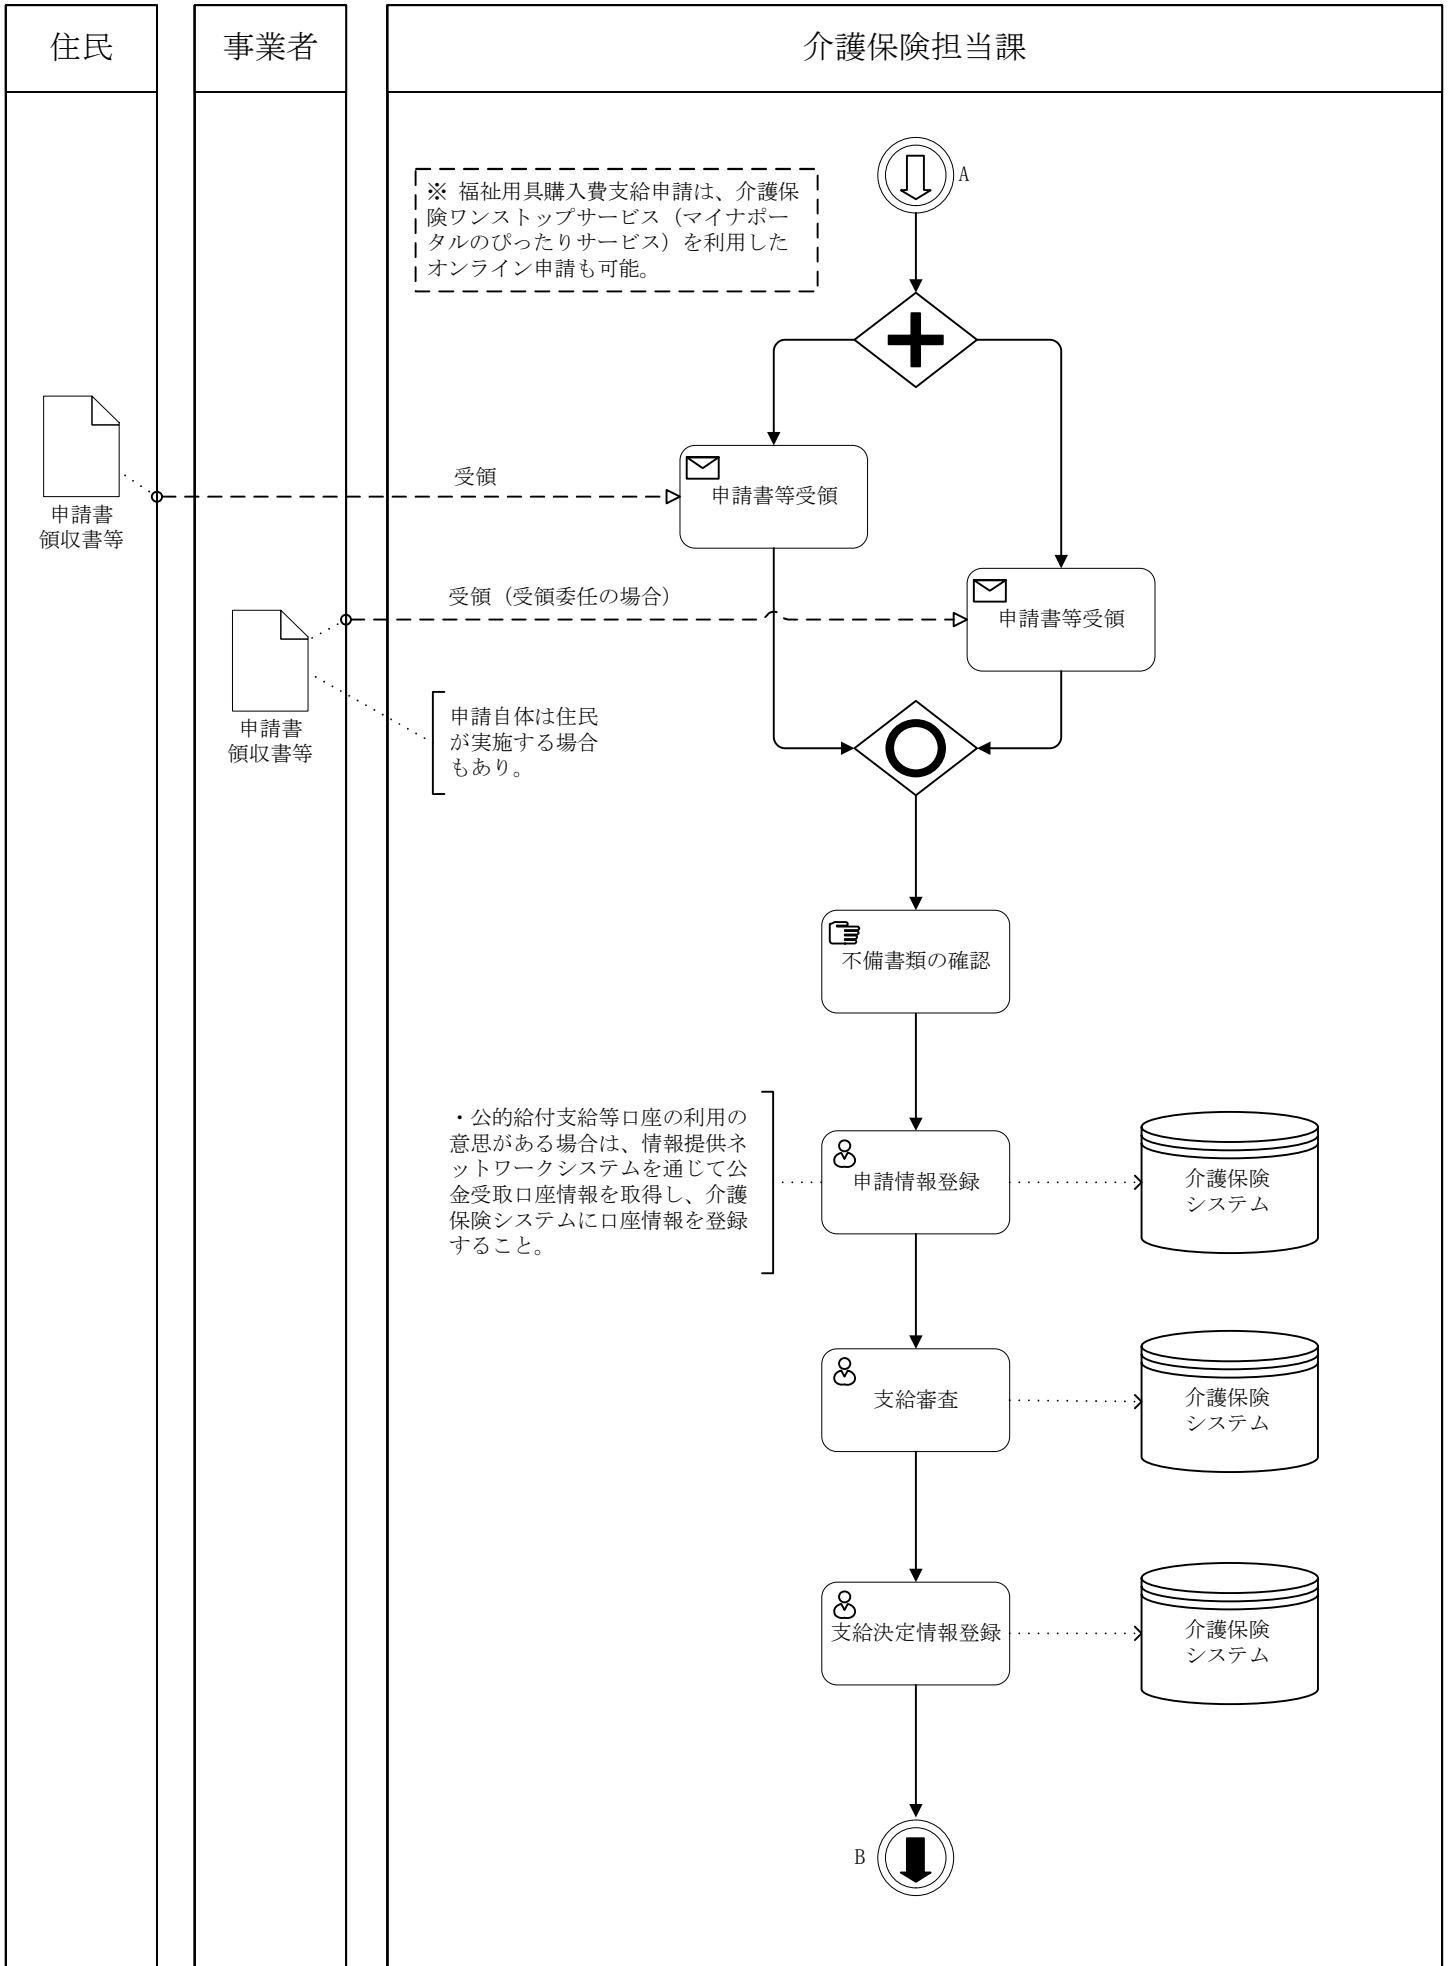 住民
事業者
介護保険担当課
A
※ 福祉用具購入費支給申請は、介護保
険ワンストップサービス（マイナポー
タルのぴったりサービス）を利用した
オンライン申請も可能。
申請書
領収書等
受領
申請書等受領
受領（受領委任の場合）
申請書等受領
申請書
領収書等
申請自体は住民
が実施する場合
もあり。
不備書類の確認
・公的給付支給等口座の利用の
意思がある場合は、情報提供ネ
ットワークシステムを通じて公
金受取口座情報を取得し、介護
保険システムに口座情報を登録
すること。
申請情報登録
介護保険
システム
支給審査
介護保険
システム
支給決定情報登録
介護保険
システム
B